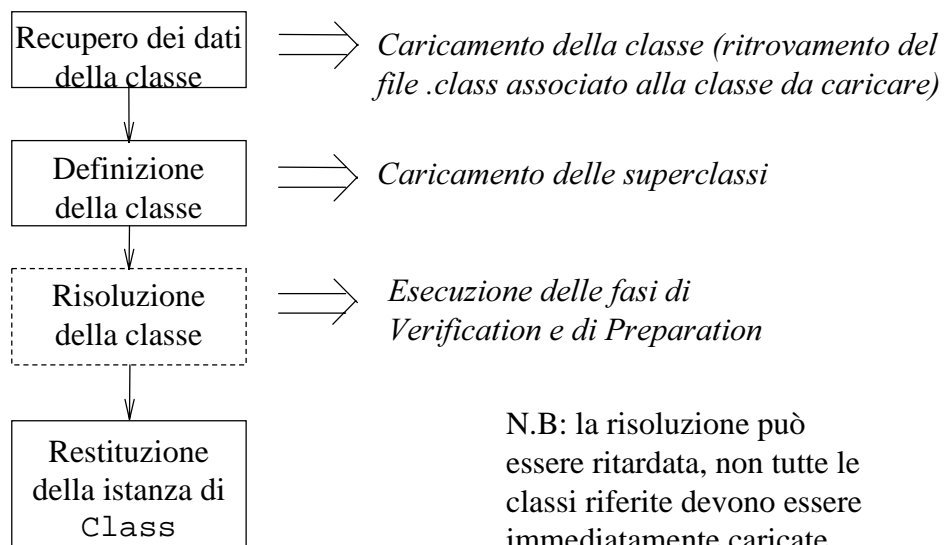 Recupero dei dati
della classe
Caricamento della classe (ritrovamento del
file .class associato alla classe da caricare)
Definizione
della classe
Caricamento delle superclassi
Risoluzione
della classe
Esecuzione delle fasi di
Verification e di Preparation
Restituzione
della istanza di
Class
N.B: la risoluzione può
essere ritardata, non tutte le
classi riferite devono essere
immediatamente caricate